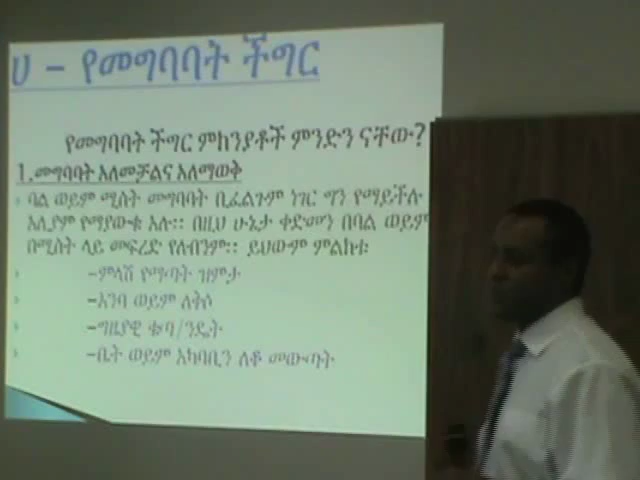 ሀ – የመግባባት ችግር
የመግባባት ችግር ምክንያቶች ምንድን ናቸው?
1.መግባባት አለመቻልና አለማወቅ
ባል ወይም ሚስት መግባባት ቢፈልጉም ነገር ግን የማይችሉ
አሊያም የማያውቁ አሉ። በዚህ ሁኔታ ቀድመን በባል ወይም
በሚስት ላይ መፍረድ የለብንም። ይህውም ምልክቱ
-ምላሽ የማጣት ዝምታ
-እንባ ወይም ለቅሶ
-ግዜያዊ ቁጣ/ንዴት
-ቤት ወይም አካባቢን ለቆ መውጣት